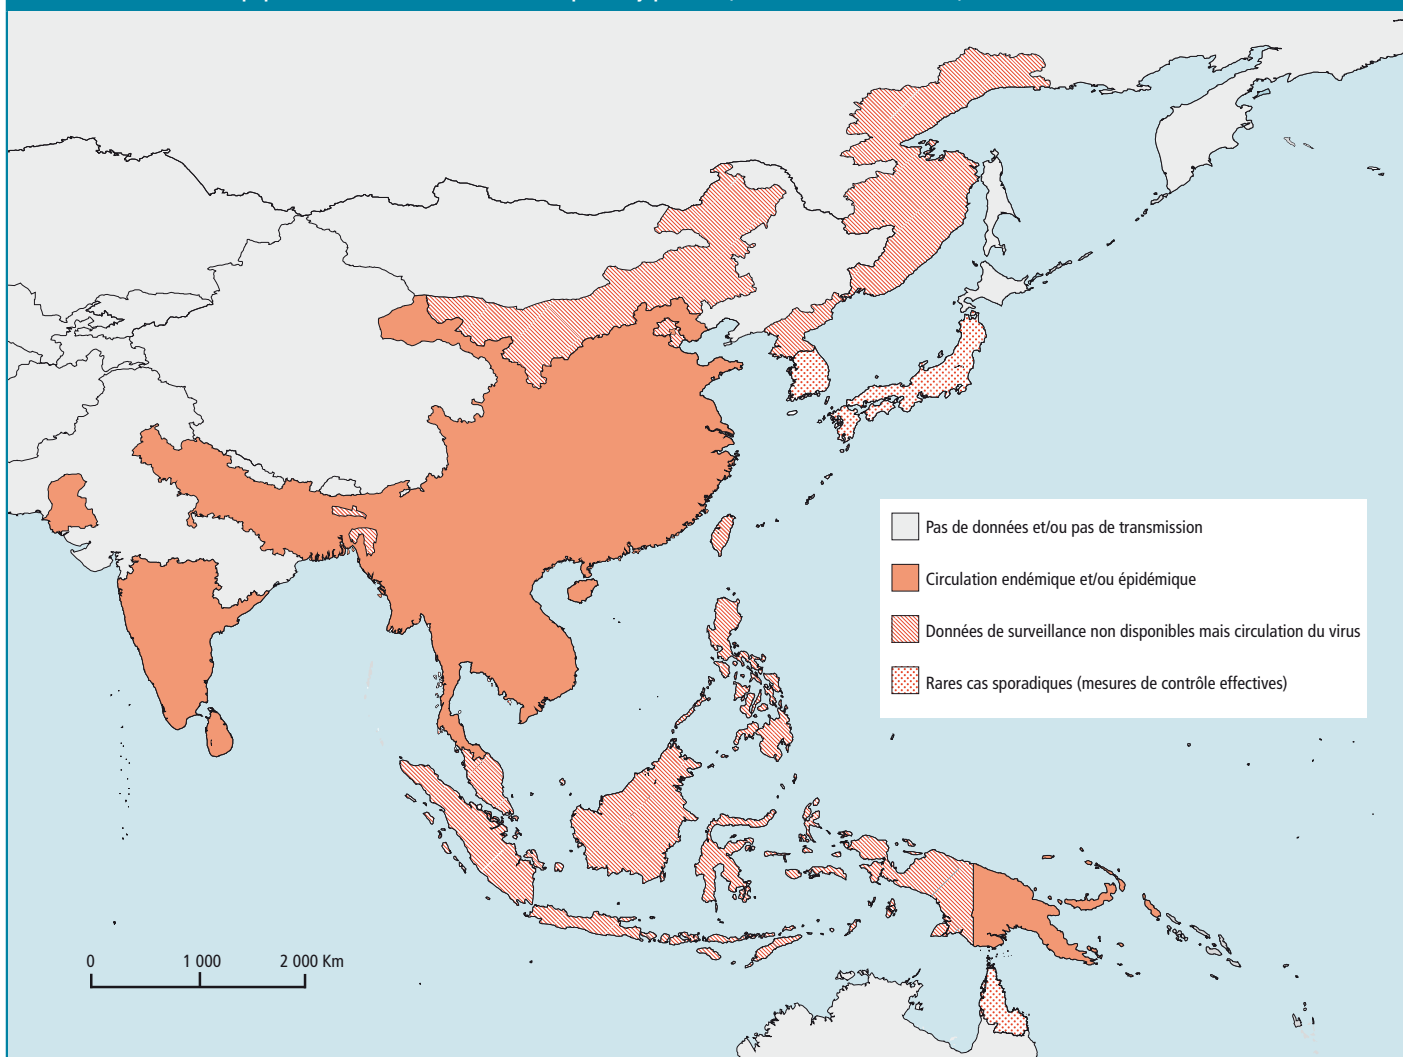 Pas de données et/ou pas de transmission
Circulation endémique et/ou épidémique
Données de surveillance non disponibles mais circulation du virus
Rares cas sporadiques (mesures de contrôle effectives)
0 1 000 2 000 Km